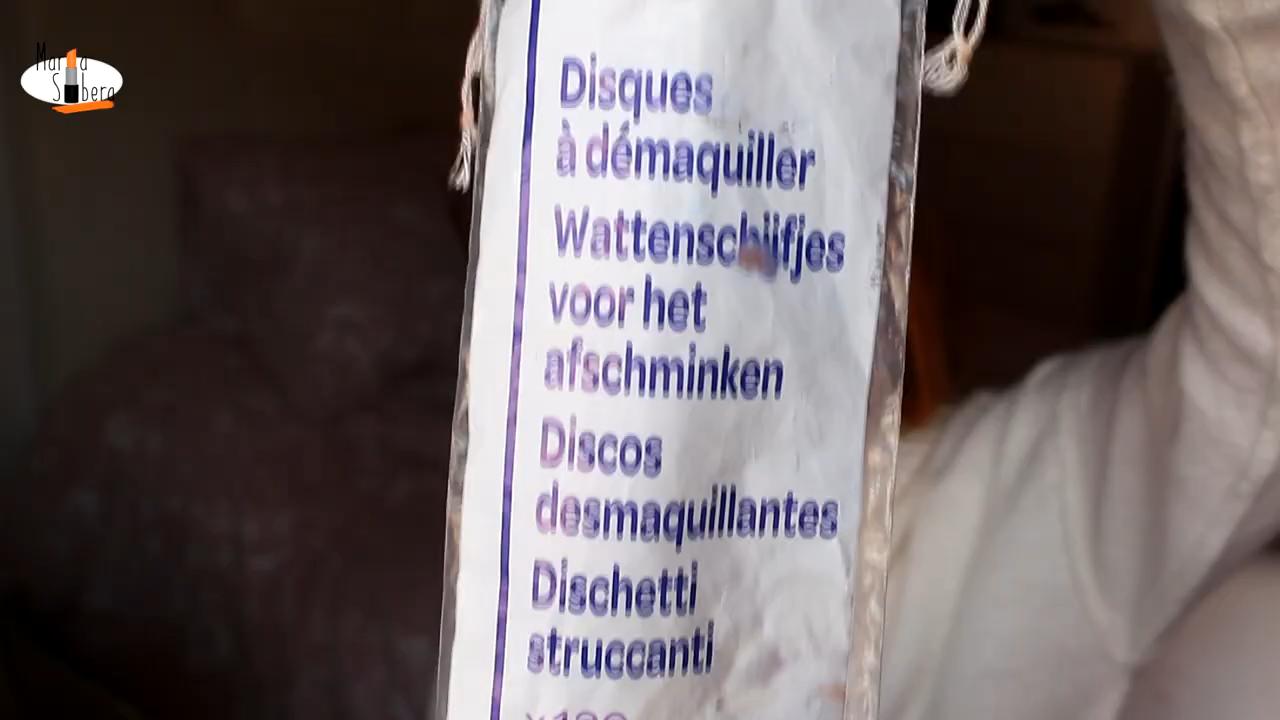 Disques
à démaquiller
Wattenschijfjes
voor het
afschminken
Discos
desmaquillantes
Dischetti
struccanti